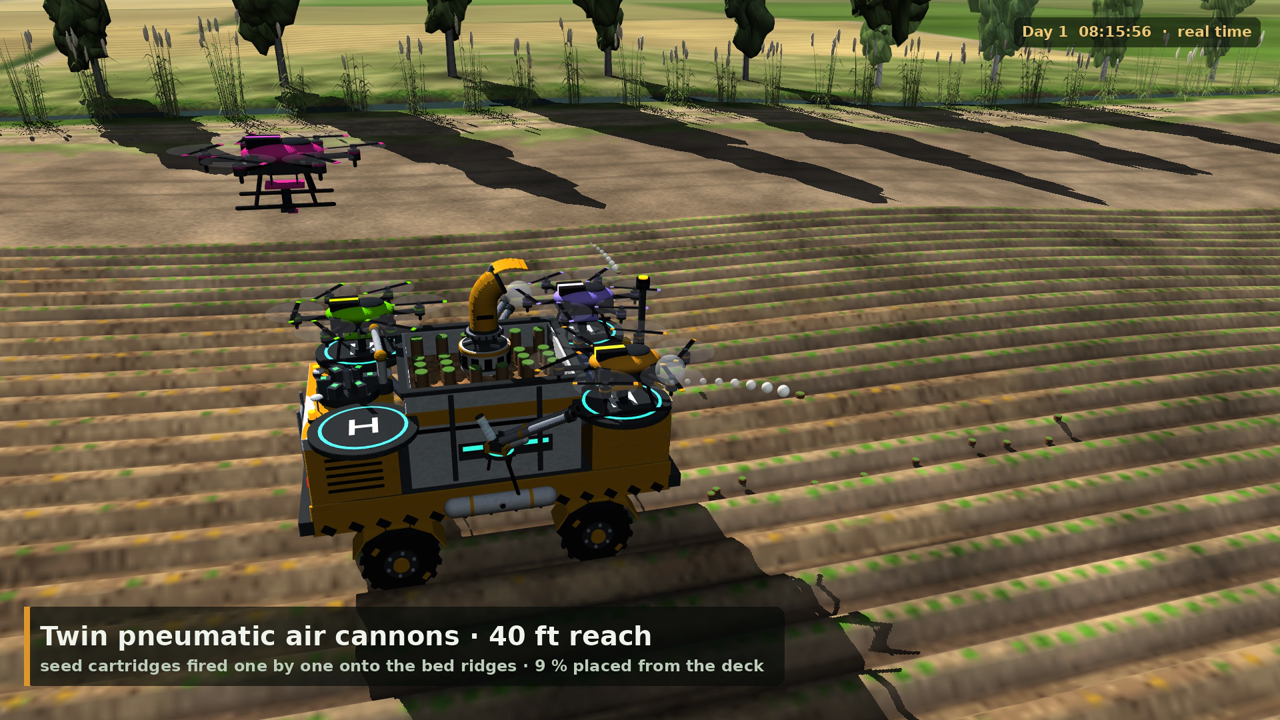 Day 1 08:15:56 · real time
H
Twin pneumatic air cannons · 40 ft reach
seed cartridges fired one by one onto the bed ridges · 9 % placed from the deck